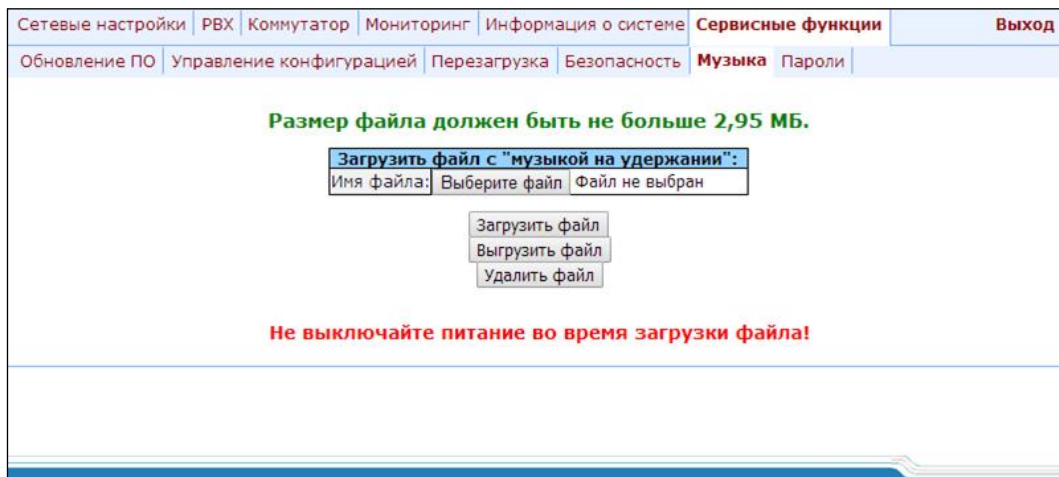 Сетевые настройки PBX Коммутатор Мониторинг Информация о системе Сервисные функции Выход
Обновление ПО Управление конфигурацией Перезагрузка Безопасность Музыка Пароли
Размер файла должен быть не больше 2,95 МБ.
Загрузить файл с "музыкой на удержании":
Имя файла: Выберите файл Файл не выбран
Загрузить файл
Выгрузить файл
Удалить файл
Не выключайте питание во время загрузки файла!